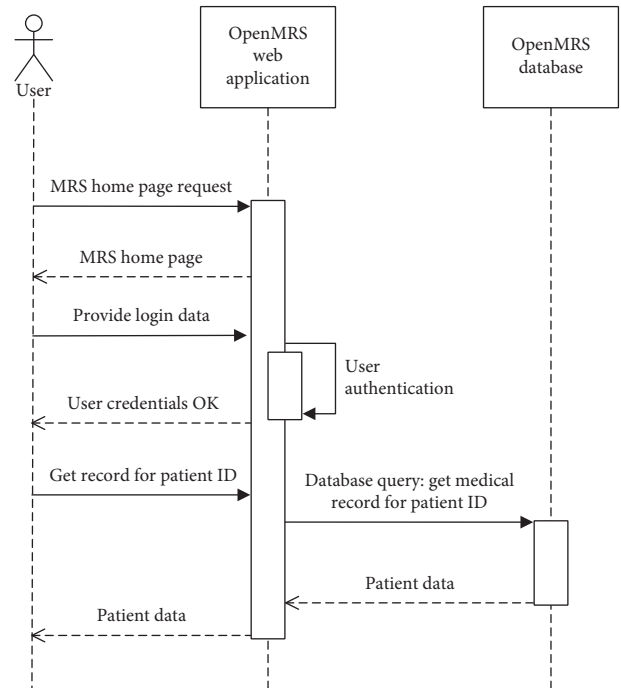 User
OpenMRS
web
application
OpenMRS
database
MRS home page request
MRS home page
Provide login data
User
authentication
User credentials OK
Get record for patient ID
Database query: get medical
record for patient ID
Patient data
Patient data